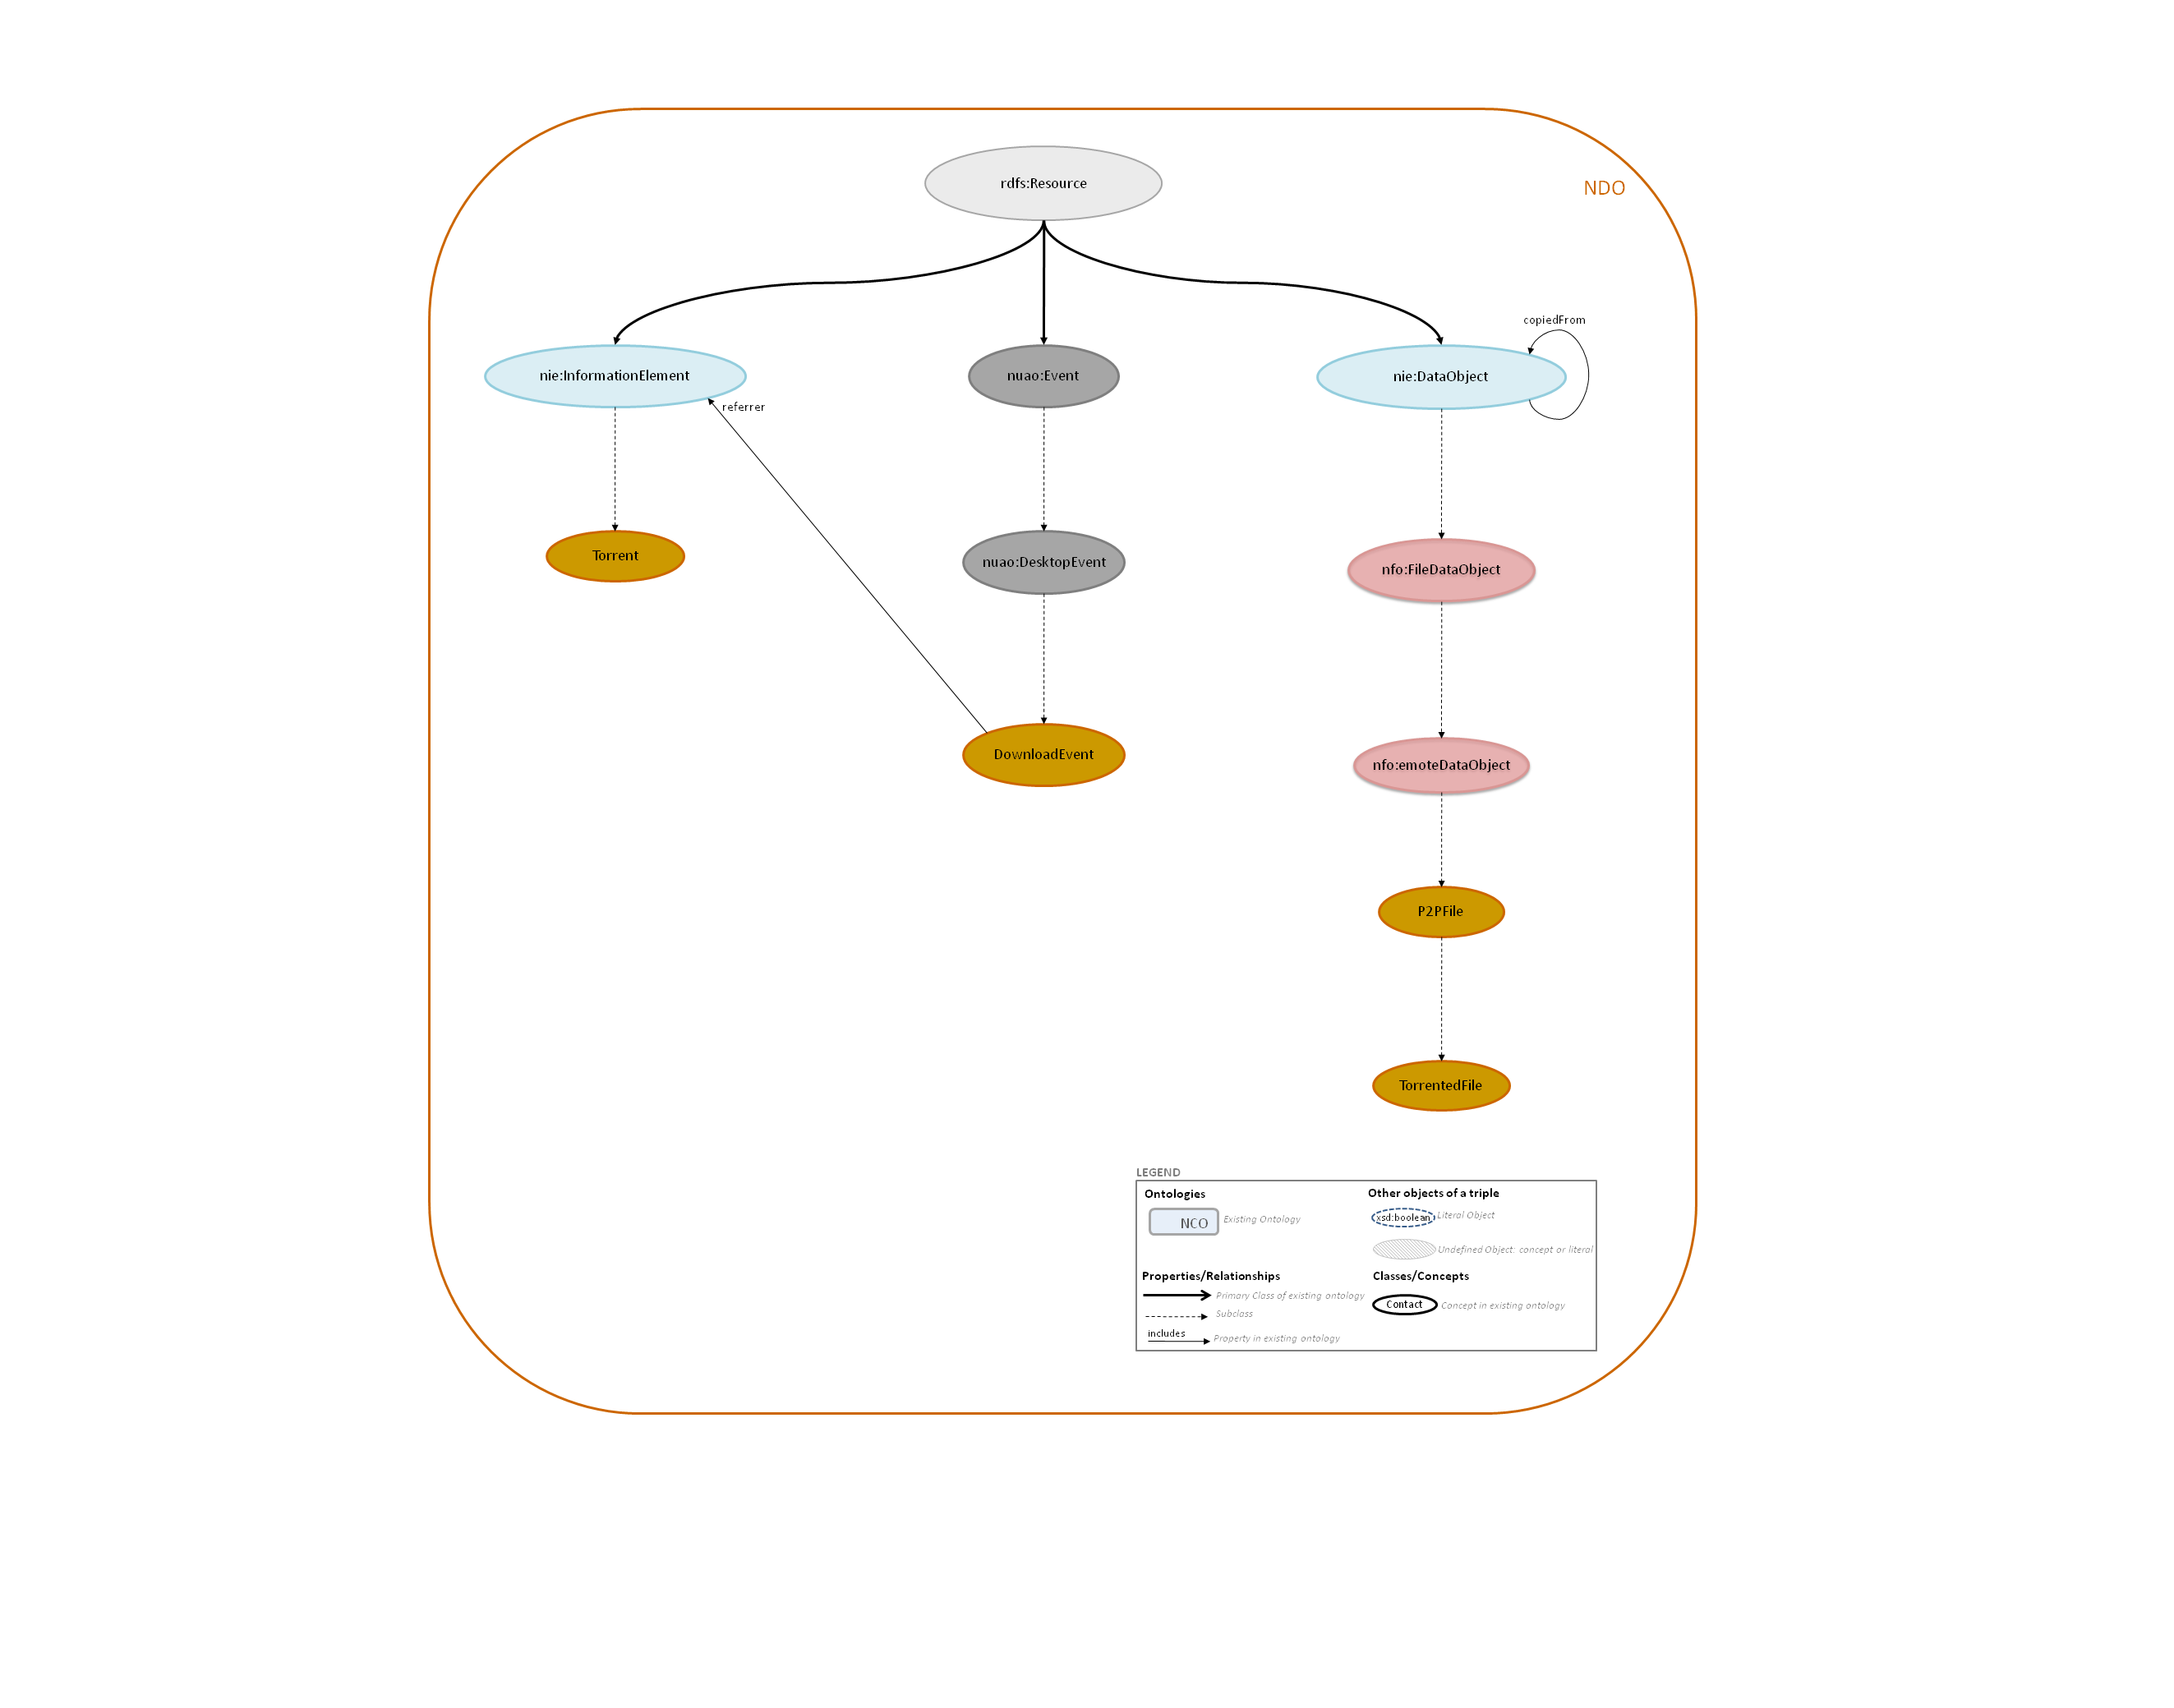 rdfs:Resource
NDO
copiedFrom
nie:InformationElement
nuao:Event
nie:DataObject
referrer
Torrent
nuao:DesktopEvent
nfo:FileDataObject
DownloadEvent
nfo:emoteDataObject
P2PFile
TorrentedFile
LEGEND
Ontologies
NCO
Existing Ontology
Other objects of a triple
xsd:boolean
Literal Object
Undefined Object: concept or literal
Properties/Relationships
Primary Class of existing ontology
Subclass
includes
Property in existing ontology
Classes/Concepts
Contact
Concept in existing ontology